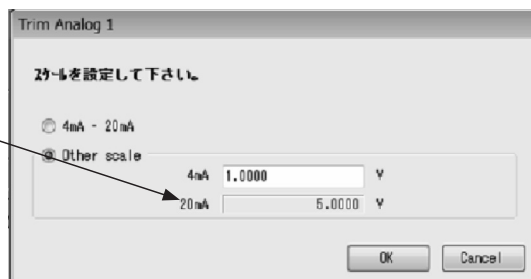 Trim Analog 1
スケールを設定して下さい。
4mA - 20mA
Other scale
4mA 1.0000 V
20mA 5.0000 V
OK Cancel